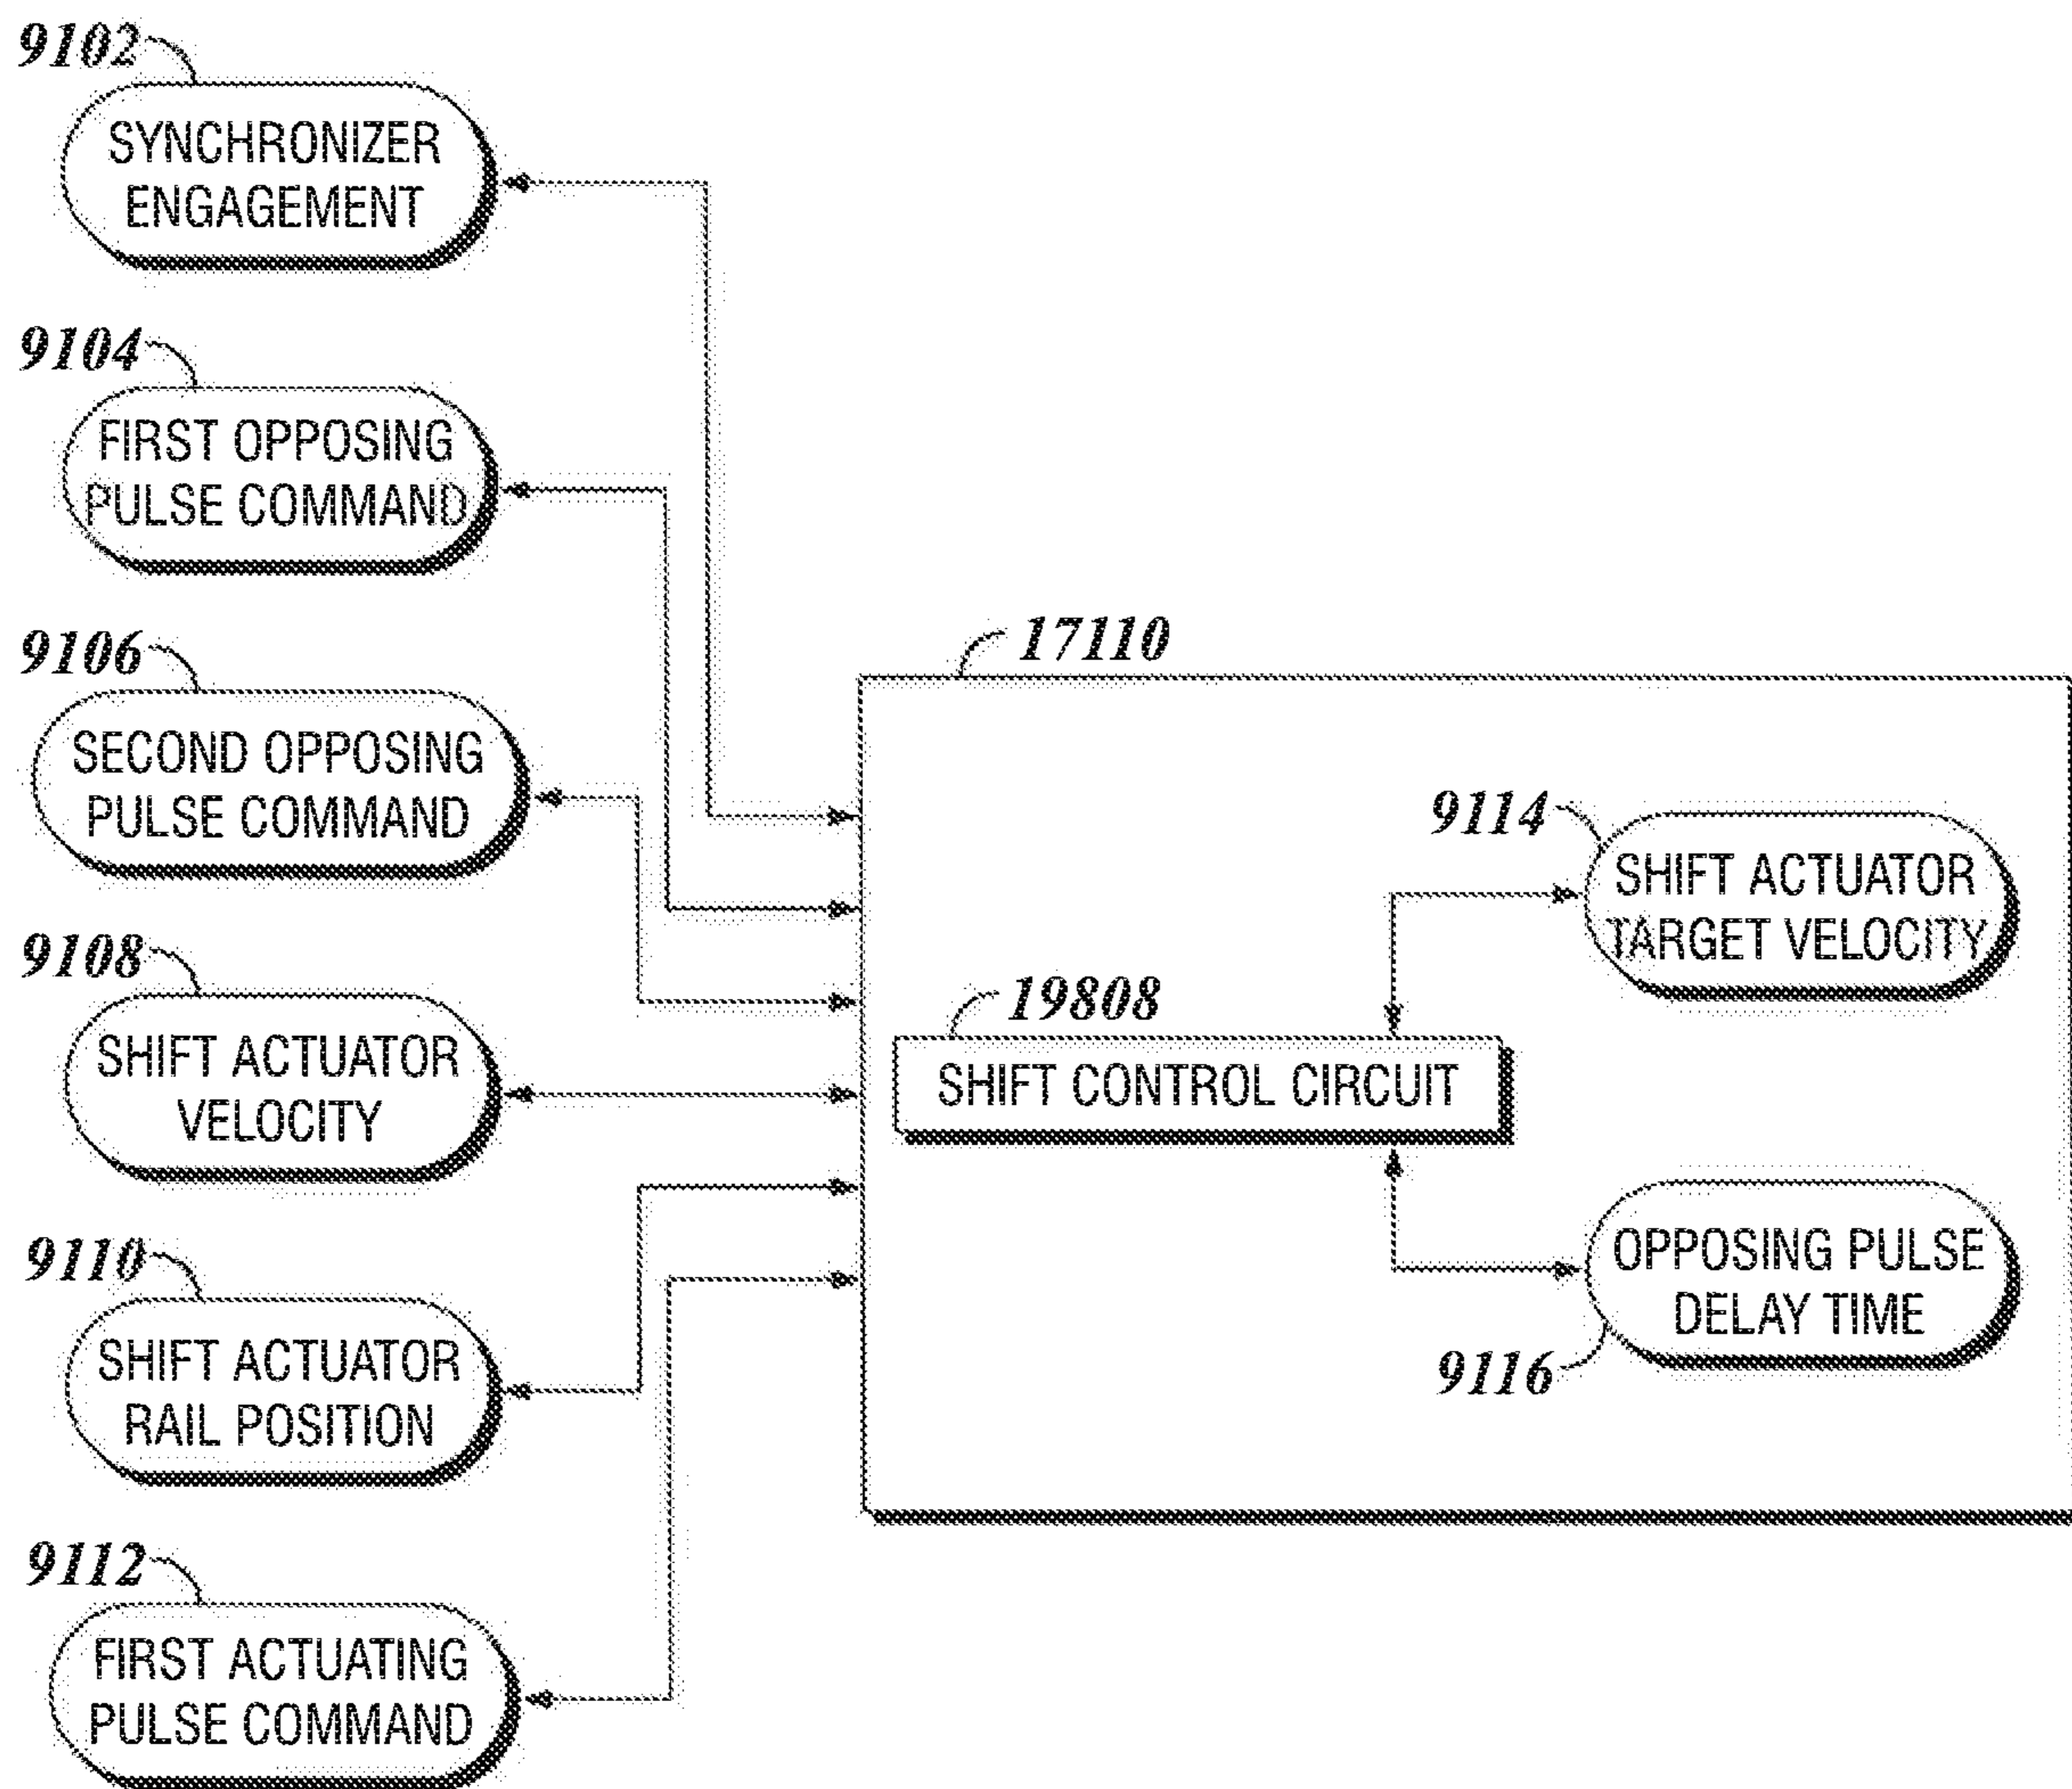 9102
SYNCHRONIZER
ENGAGEMENT
9104
FIRST OPPOSING
PULSE COMMAND
9106
SECOND OPPOSING
PULSE COMMAND
9108
SHIFT ACTUATOR
VELOCITY
9110
SHIFT ACTUATOR
RAIL POSITION
9112
FIRST ACTUATING
PULSE COMMAND
17110
19808
SHIFT CONTROL CIRCUIT
9114
SHIFT ACTUATOR
TARGET VELOCITY
OPPOSING PULSE
DELAY TIME
9116